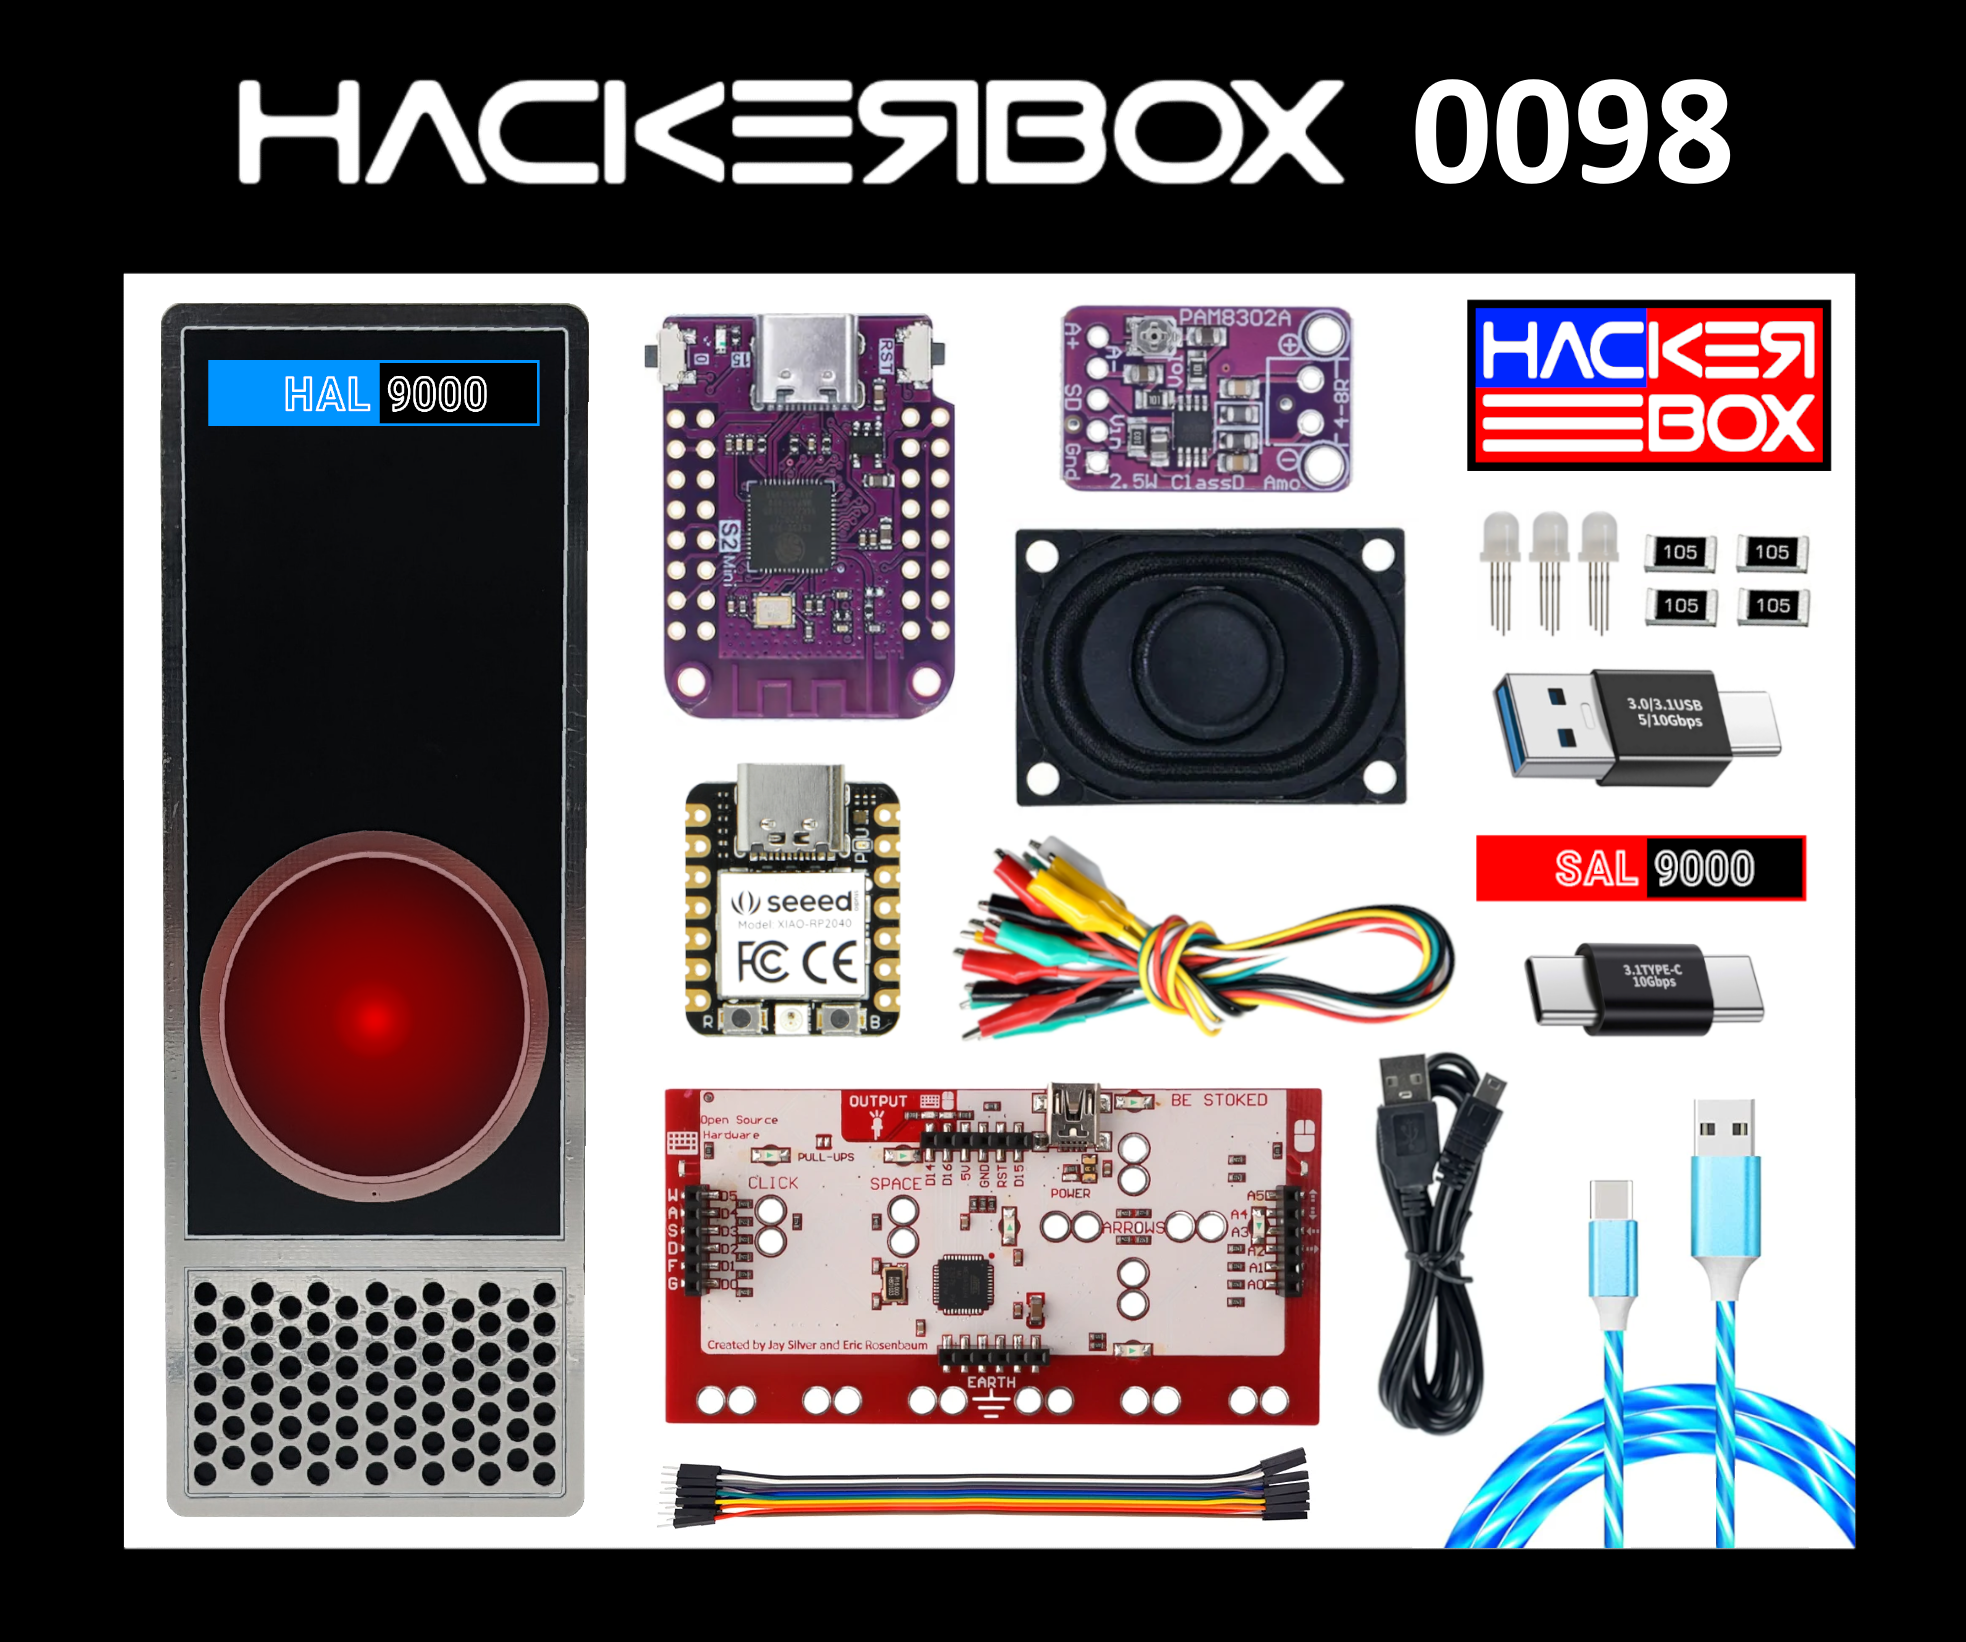 HACKERBOX 0098
HAL 9000
0
15
RST
S2 Mini
PAM8302A
A+
A-
SD
Vin
Gnd
Vol
4-8R
2.5W ClassD Amo
HACKER
BOX
105 105
105 105
3.0/3.1USB
5/10Gbps
seeed
studio
Model: XIAO-RP2040
FC CE
R B
SAL 9000
3.1TYPE-C
10Gbps
OUTPUT
BE STOKED
Open Source
Hardware
PULL-UPS
D14
D16
5V
GND
RST
D15
CLICK
SPACE
POWER
ARROWS
W D5
A D4
S D3
D D2
F D1
G D0
A5
A4
A3
A2
A1
A0
Created by Jay Silver and Eric Rosenbaum
EARTH